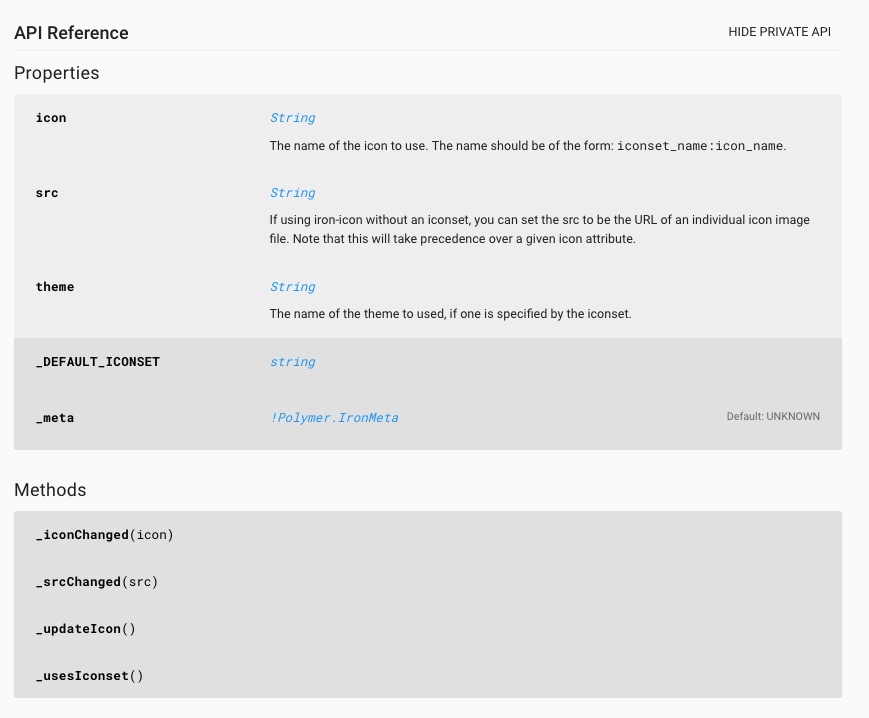 API Reference
HIDE PRIVATE API
Properties
icon
String
The name of the icon to use. The name should be of the form: iconset_name:icon_name.
src
String
If using iron-icon without an iconset, you can set the src to be the URL of an individual icon image
file. Note that this will take precedence over a given icon attribute.
theme
String
The name of the theme to used, if one is specified by the iconset.
_DEFAULT_ICONSET
string
_meta
!Polymer.IronMeta
Default: UNKNOWN
Methods
_iconChanged(icon)
_srcChanged(src)
_updateIcon()
_usesIconset()